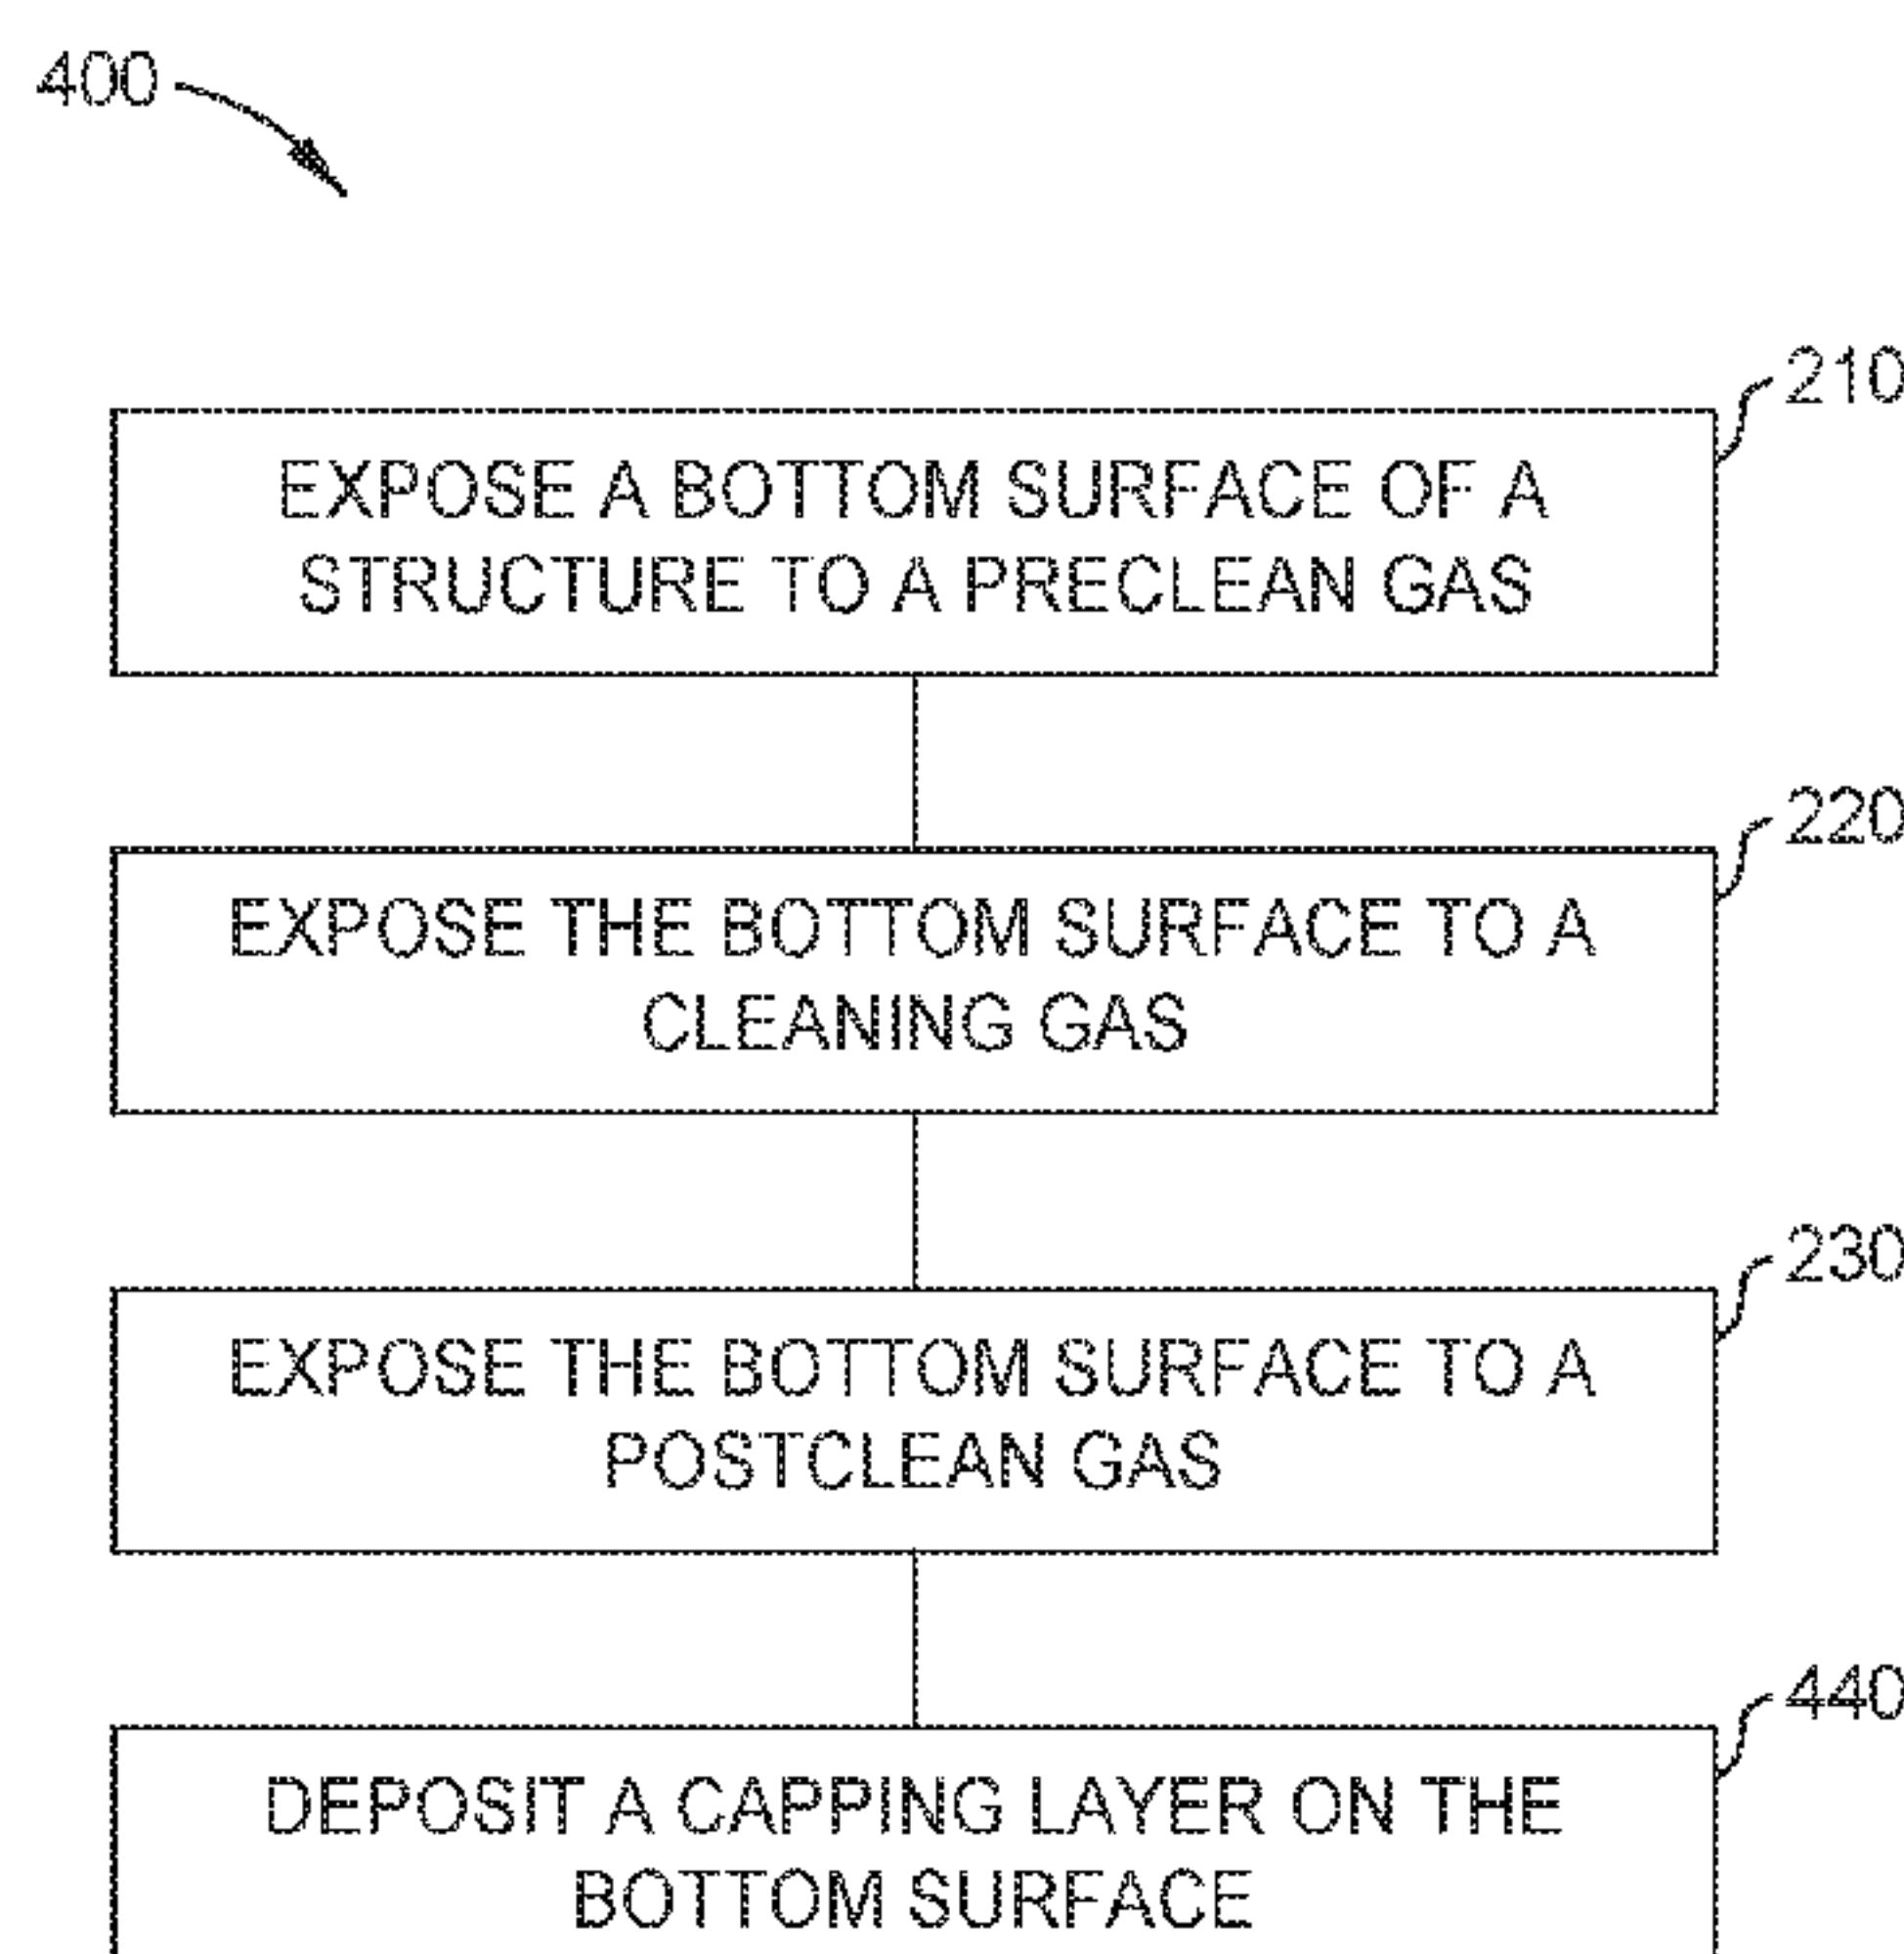 400
210
EXPOSE A BOTTOM SURFACE OF A
STRUCTURE TO A PRECLEAN GAS
220
EXPOSE THE BOTTOM SURFACE TO A
CLEANING GAS
230
EXPOSE THE BOTTOM SURFACE TO A
POSTCLEAN GAS
440
DEPOSIT A CAPPING LAYER ON THE
BOTTOM SURFACE